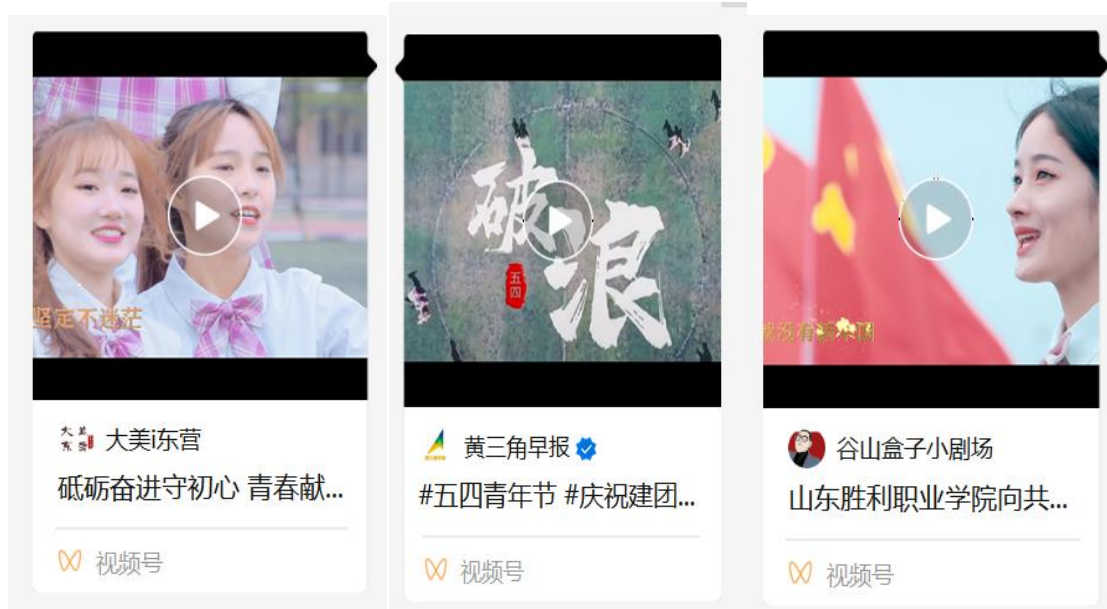 坚定不迷茫
大美i东营
砥砺奋进守初心 青春献...
视频号
破浪
五四
黄三角早报
#五四青年节 #庆祝建团...
视频号
谷山盒子小剧场
山东胜利职业学院向共...
视频号